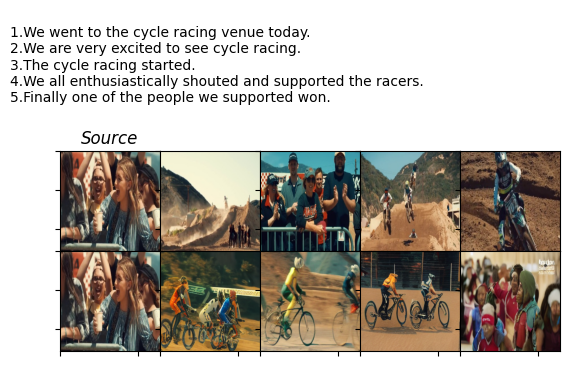 1.We went to the cycle racing venue today.
2.We are very excited to see cycle racing.
3.The cycle racing started.
4.We all enthusiastically shouted and supported the racers.
5.Finally one of the people we supported won.
Source